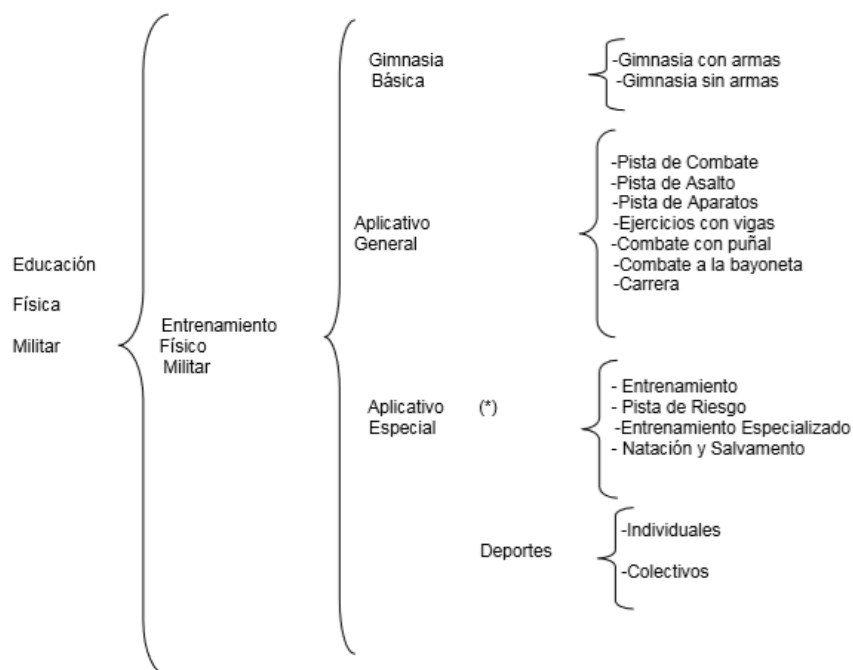 Educación
Física
Militar
Entrenamiento
Físico
Militar
Gimnasia
Básica
-Gimnasia con armas
-Gimnasia sin armas
Aplicativo
General
-Pista de Combate
-Pista de Asalto
-Pista de Aparatos
-Ejercicios con vigas
-Combate con puñal
-Combate a la bayoneta
-Carrera
Aplicativo (*)
Especial
- Entrenamiento
- Pista de Riesgo
-Entrenamiento Especializado
- Natación y Salvamento
Deportes
-Individuales
-Colectivos